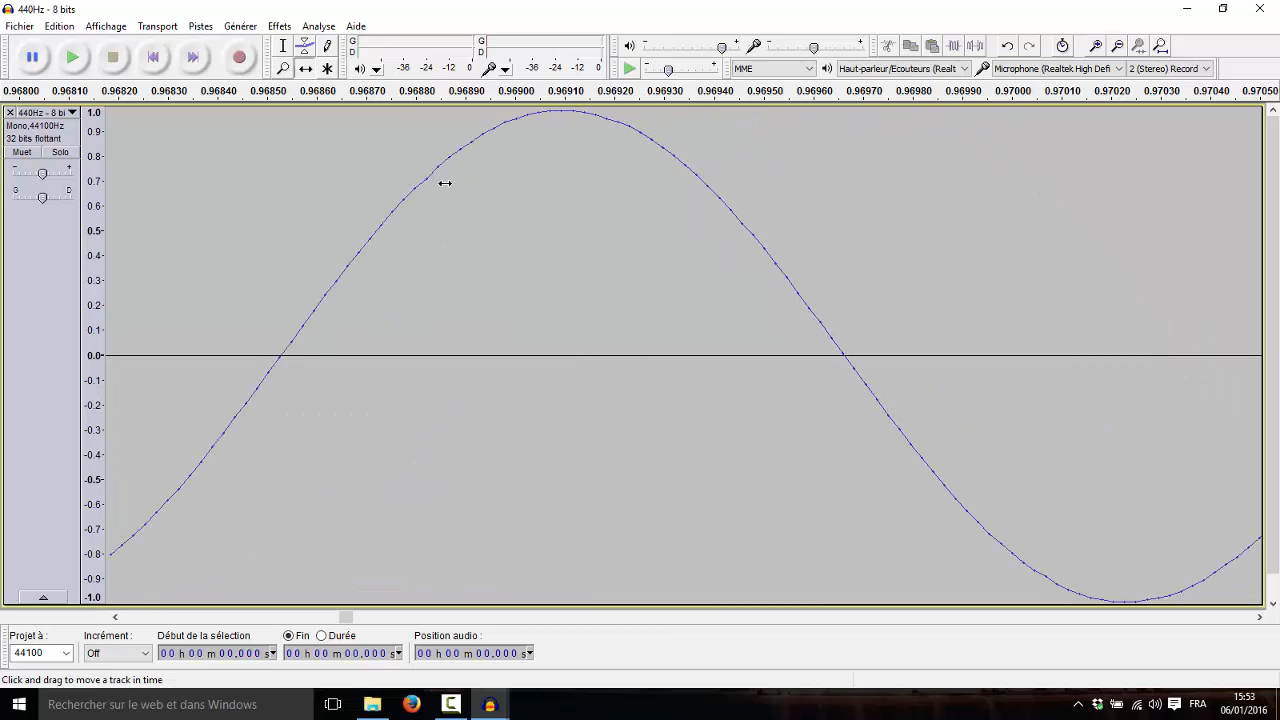 440Hz - 8 bits
Fichier Edition Affichage Transport Pistes Générer Effets Analyse Aide
G
D
-36 -24 -12 0
G
D
-36 -24 -12 0
- +
- +
- +
MME
Haut-parleur/Ecouteurs (Realt
Microphone (Realtek High Defi
2 (Stereo) Record
0.96800 0.96810 0.96820 0.96830 0.96840 0.96850 0.96860 0.96870 0.96880 0.96890 0.96900 0.96910 0.96920 0.96930 0.96940 0.96950 0.96960 0.96970 0.96980 0.96990 0.97000 0.97010 0.97020 0.97030 0.97040 0.97050
440Hz - 8 bi
Mono,44100Hz
32 bits flottant
Muet Solo
- +
G D
1.0
0.9
0.8
0.7
0.6
0.5
0.4
0.3
0.2
0.1
0.0
-0.1
-0.2
-0.3
-0.4
-0.5
-0.6
-0.7
-0.8
-0.9
-1.0
Projet à : Incrément : Début de la sélection Fin Durée Position audio :
44100 Off 00 h 00 m 00.000 s 00 h 00 m 00.000 s 00 h 00 m 00.000 s
Click and drag to move a track in time
Rechercher sur le web et dans Windows
FRA
15:53
06/01/2016